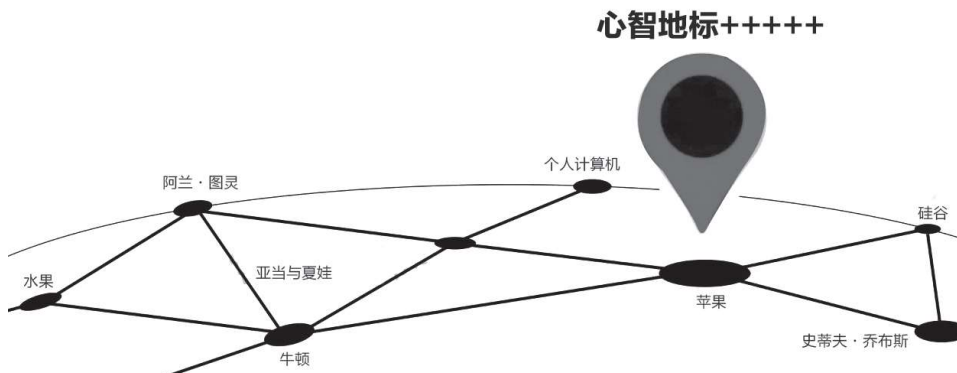 心智地标+++++
个人计算机
阿兰·图灵
硅谷
亚当与夏娃
水果
苹果
史蒂夫·乔布斯
牛顿